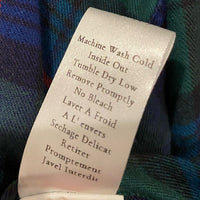 Machine Wash Cold
Inside Out
Tumble Dry Low
Remove Promptly
No Bleach
Laver A Froid
A L' envers
Sechage Delicat
Retirer
Promptement
Javel Interdit